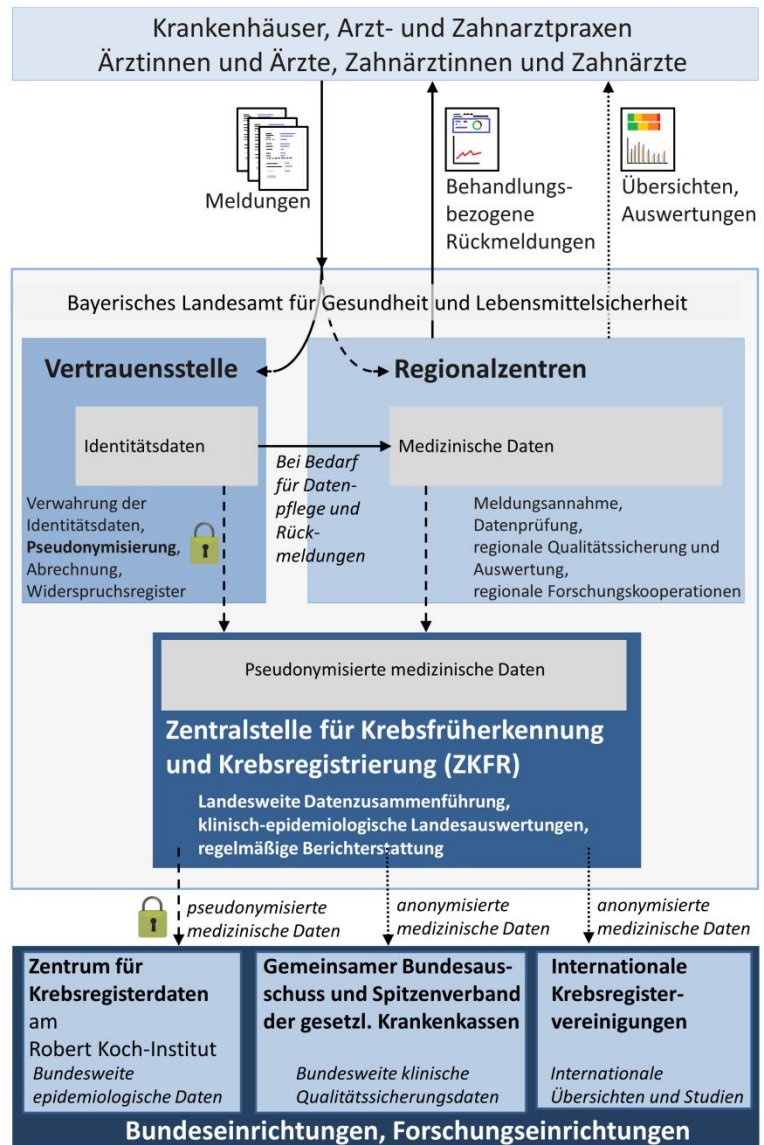 Krankenhäuser, Arzt- und Zahnarztpraxen
Ärztinnen und Ärzte, Zahnärztinnen und Zahnärzte
Meldungen
Behandlungs-
bezogene
Rückmeldungen
Übersichten,
Auswertungen
Bayerisches Landesamt für Gesundheit und Lebensmittelsicherheit
Vertrauensstelle
Identitätsdaten
Verwahrung der
Identitätsdaten,
Pseudonymisierung,
Abrechnung,
Widerspruchsregister
Bei Bedarf
für Daten-
pflege und
Rück-
meldungen
Regionalzentren
Medizinische Daten
Meldungsannahme,
Datenprüfung,
regionale Qualitätssicherung und
Auswertung,
regionale Forschungskooperationen
Pseudonymisierte medizinische Daten
Zentralstelle für Krebsfrüherkennung
und Krebsregistrierung (ZKFR)
Landesweite Datenzusammenführung,
klinisch-epidemiologische Landesauswertungen,
regelmäßige Berichterstattung
pseudonymisierte
medizinische Daten
anonymisierte
medizinische Daten
anonymisierte
medizinische Daten
Zentrum für
Krebsregisterdaten
am
Robert Koch-Institut
Bundesweite
epidemiologische Daten
Gemeinsamer Bundesaus-
schuss und Spitzenverband
der gesetzl. Krankenkassen
Bundesweite klinische
Qualitätssicherungsdaten
Internationale
Krebsregister-
vereinigungen
Internationale
Übersichten und Studien
Bundeseinrichtungen, Forschungseinrichtungen